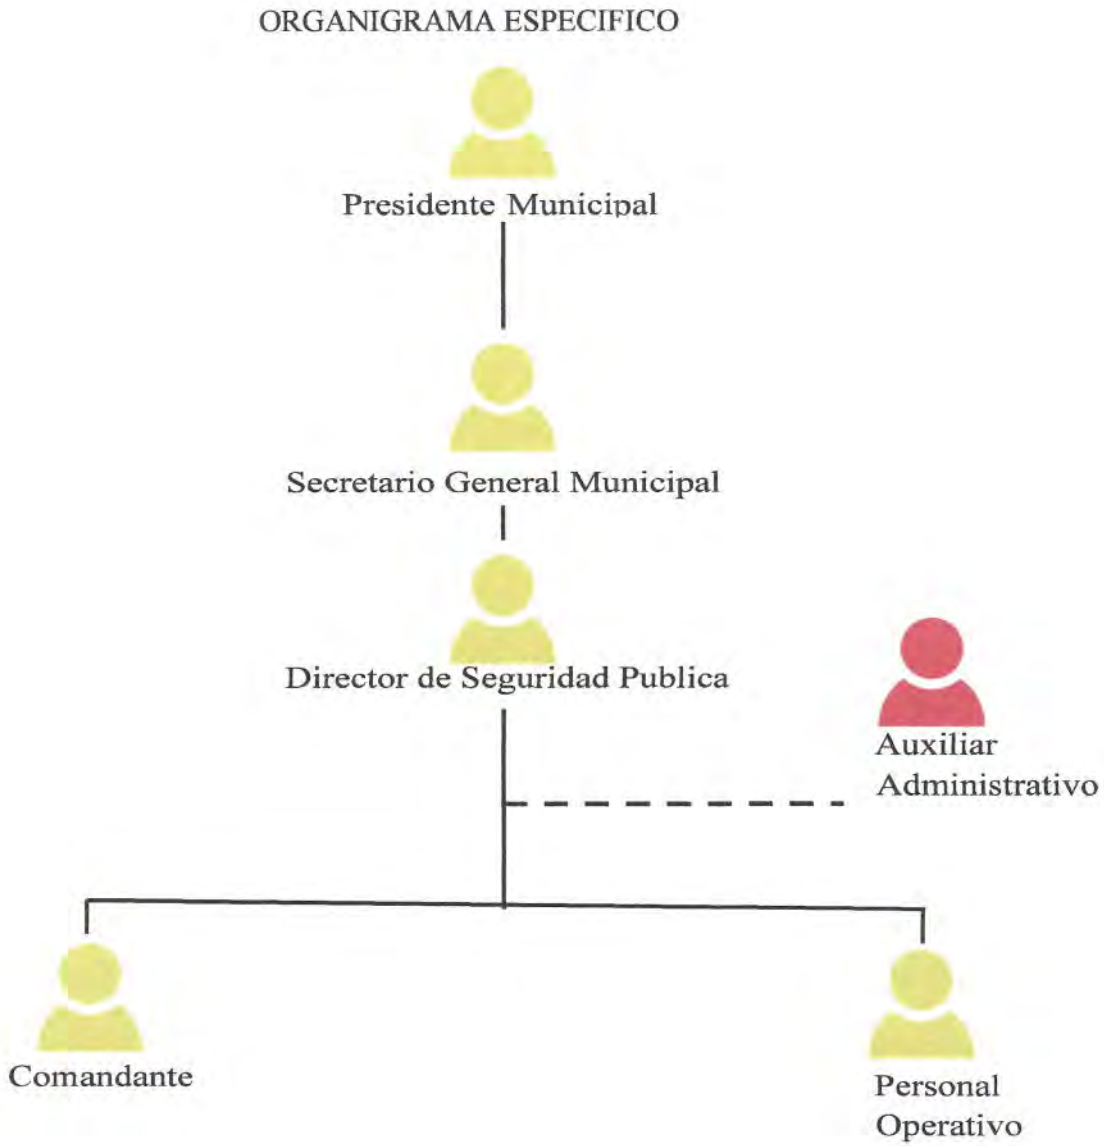 ORGANIGRAMA ESPECIFICO
Presidente Municipal
Secretario General Municipal
Director de Seguridad Publica
Auxiliar
Administrativo
Comandante
Personal
Operativo